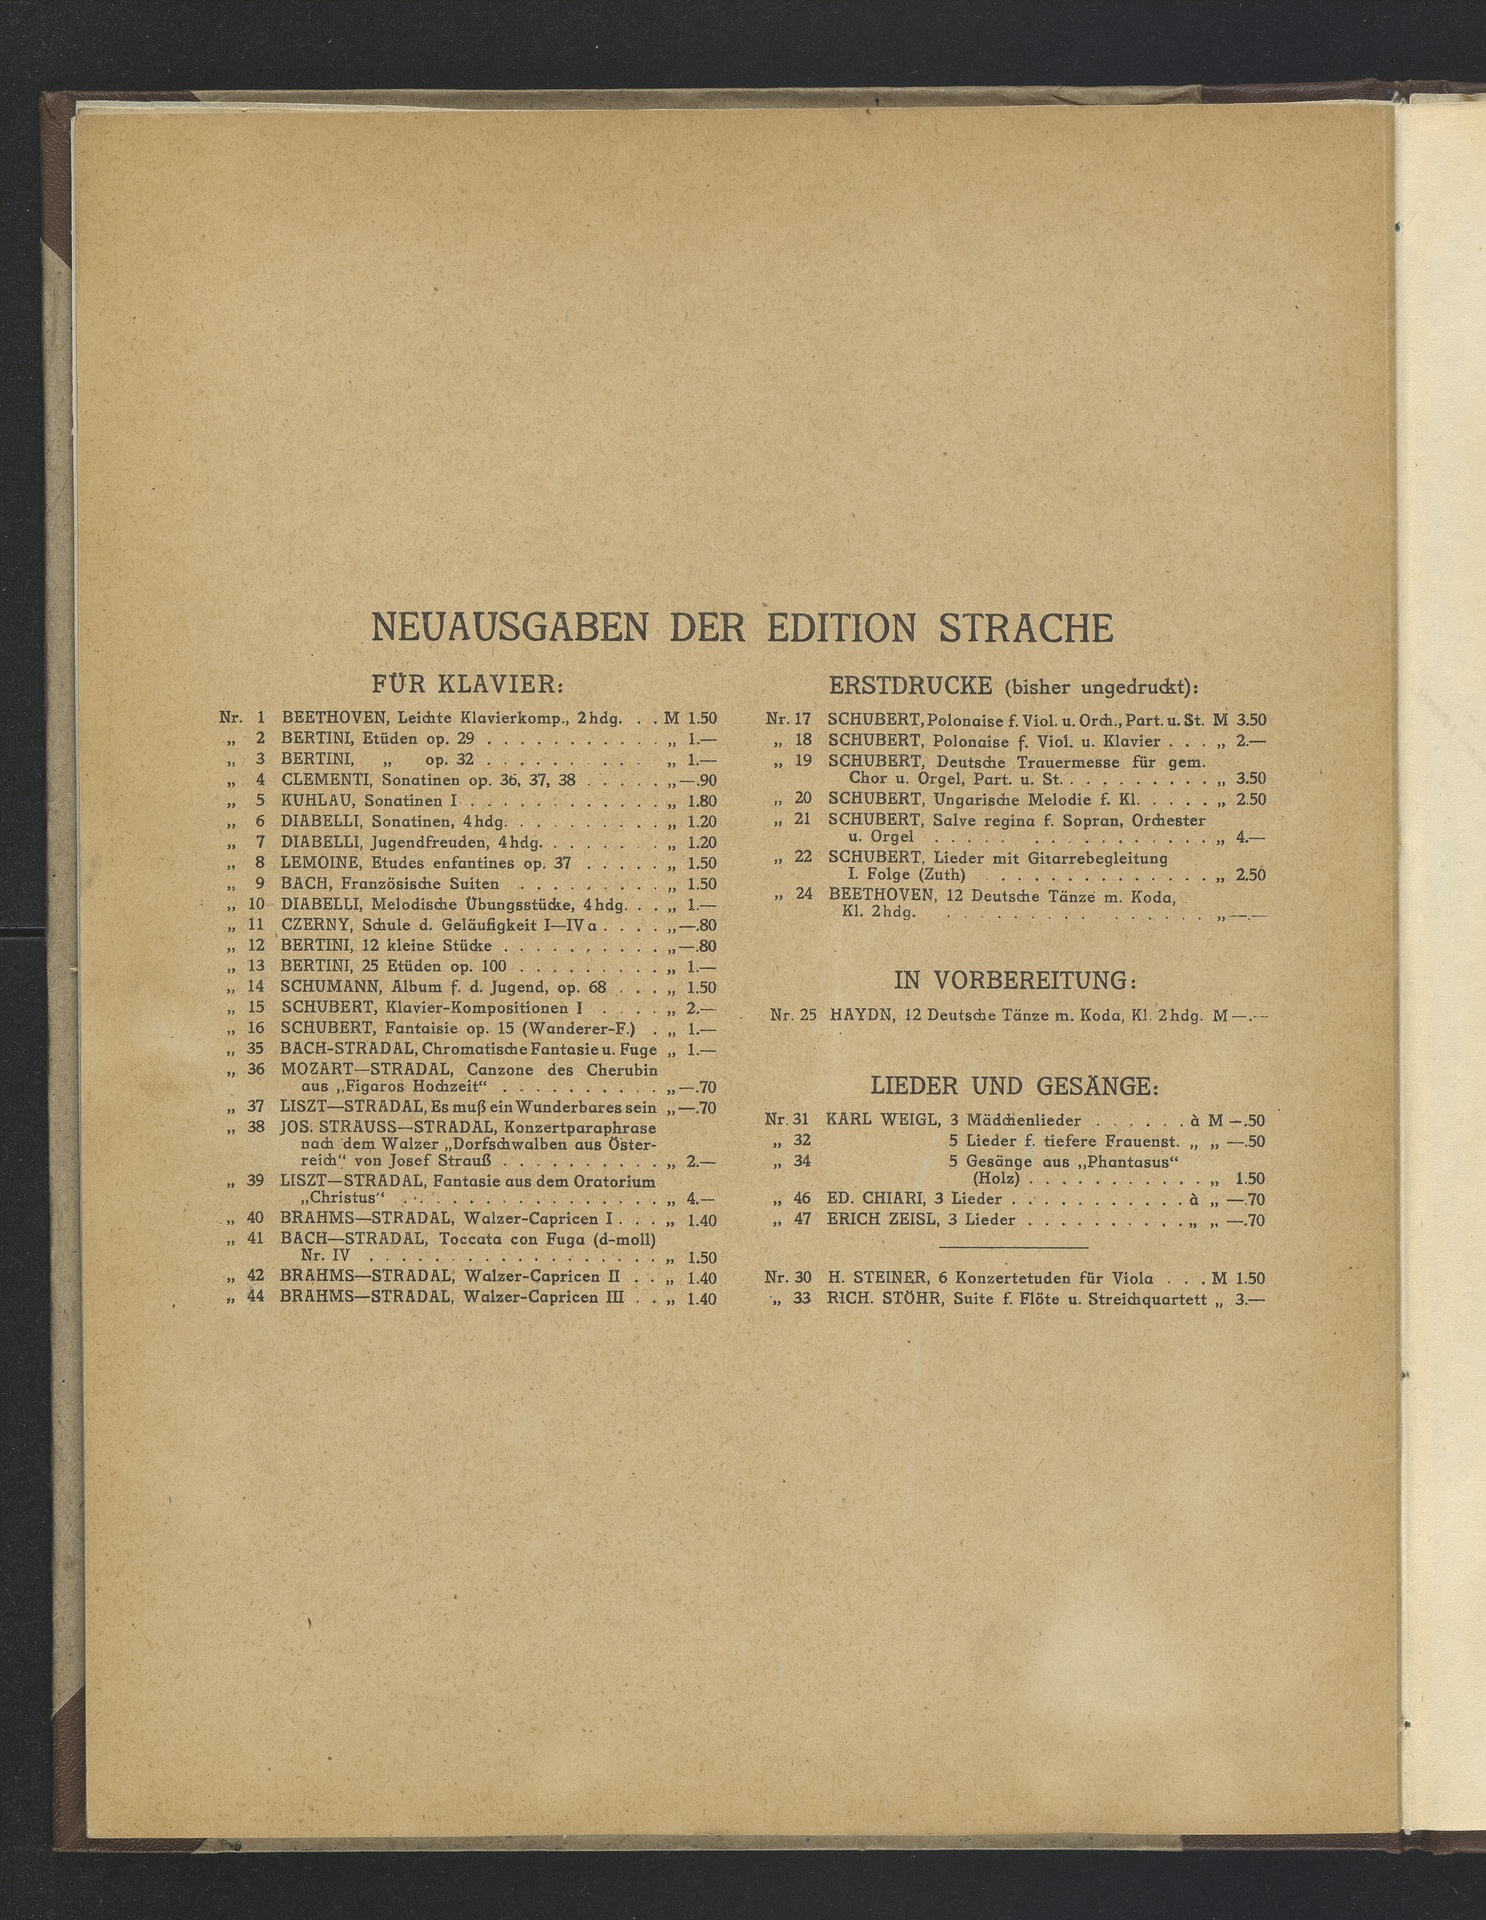 NEUAUSGABEN DER EDITION STRACHE
FÜR KLAVIER:
Nr. 1 BEETHOVEN, Leichte Klavierkomp., 2hdg. . . M 1.50
„ 2 BERTINI, Etüden op. 29 . . . . . . . . . . . „ 1.—
„ 3 BERTINI, „ op. 32 . . . . . . . . . . „ 1.—
„ 4 CLEMENTI, Sonatinen op. 36, 37, 38 . . . . . „—.90
„ 5 KUHLAU, Sonatinen I . . . . . . . . . . . . „ 1.80
„ 6 DIABELLI, Sonatinen, 4hdg. . . . . . . . . . „ 1.20
„ 7 DIABELLI, Jugendfreuden, 4hdg. . . . . . . . „ 1.20
„ 8 LEMOINE, Etudes enfantines op. 37 . . . . . „ 1.50
„ 9 BACH, Französische Suiten . . . . . . . . . „ 1.50
„ 10 DIABELLI, Melodische Übungsstücke, 4hdg. . . „ 1.—
„ 11 CZERNY, Schule d. Geläufigkeit I—IVa . . . . „—.80
„ 12 BERTINI, 12 kleine Stücke . . . . . . . . . . „—.80
„ 13 BERTINI, 25 Etüden op. 100 . . . . . . . . . „ 1.—
„ 14 SCHUMANN, Album f. d. Jugend, op. 68 . . . „ 1.50
„ 15 SCHUBERT, Klavier-Kompositionen I . . . . „ 2.—
„ 16 SCHUBERT, Fantaisie op. 15 (Wanderer-F.) . „ 1.—
„ 35 BACH-STRADAL, Chromatische Fantasie u. Fuge „ 1.—
„ 36 MOZART—STRADAL, Canzone des Cherubin
aus „Figaros Hochzeit“ . . . . . . . . . . „—.70
„ 37 LISZT—STRADAL, Es muß ein Wunderbares sein „—.70
„ 38 JOS. STRAUSS—STRADAL, Konzertparaphrase
nach dem Walzer „Dorfschwalben aus Öster-
reich“ von Josef Strauß . . . . . . . . . . „ 2.—
„ 39 LISZT—STRADAL, Fantasie aus dem Oratorium
„Christus“ . . . . . . . . . . . . . . . . „ 4.—
„ 40 BRAHMS—STRADAL, Walzer-Capricen I . . . „ 1.40
„ 41 BACH—STRADAL, Toccata con Fuga (d-moll)
Nr. IV . . . . . . . . . . . . . . . . . . „ 1.50
„ 42 BRAHMS—STRADAL, Walzer-Capricen II . . „ 1.40
„ 44 BRAHMS—STRADAL, Walzer-Capricen III . . „ 1.40
ERSTDRUCKE (bisher ungedruckt):
Nr. 17 SCHUBERT, Polonaise f. Viol. u. Orch., Part. u. St. M 3.50
„ 18 SCHUBERT, Polonaise f. Viol. u. Klavier . . . „ 2.—
„ 19 SCHUBERT, Deutsche Trauermesse für gem.
Chor u. Orgel, Part. u. St. . . . . . . . . . „ 3.50
„ 20 SCHUBERT, Ungarische Melodie f. Kl. . . . . „ 2.50
„ 21 SCHUBERT, Salve regina f. Sopran, Orchester
u. Orgel . . . . . . . . . . . . . . . . „ 4.—
„ 22 SCHUBERT, Lieder mit Gitarrebegleitung
I. Folge (Zuth) . . . . . . . . . . . . . „ 2.50
„ 24 BEETHOVEN, 12 Deutsche Tänze m. Koda,
Kl. 2hdg. . . . . . . . . . . . . . . . „—.—
IN VORBEREITUNG:
Nr. 25 HAYDN, 12 Deutsche Tänze m. Koda, Kl. 2hdg. M —.—
LIEDER UND GESÄNGE:
Nr. 31 KARL WEIGL, 3 Mädchenlieder . . . . . . à M —.50
„ 32 5 Lieder f. tiefere Frauenst. „ „ —.50
„ 34 5 Gesänge aus „Phantasus“
(Holz) . . . . . . . . . . . „ 1.50
„ 46 ED. CHIARI, 3 Lieder . . . . . . . . . . . à „ —.70
„ 47 ERICH ZEISL, 3 Lieder . . . . . . . . . . „ „ —.70
Nr. 30 H. STEINER, 6 Konzertetuden für Viola . . . M 1.50
„ 33 RICH. STÖHR, Suite f. Flöte u. Streichquartett „ 3.—